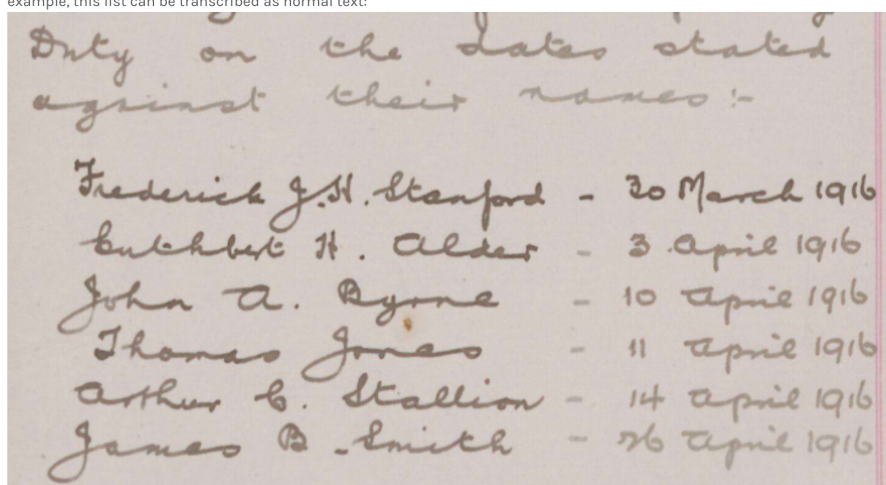 example, this list can be transcribed as normal text:
Duty on the dates stated
against their names:-
Frederick J.H. Stanford - 30 March 1916
Cuthbert H. Alder - 3 April 1916
John A. Byrne - 10 April 1916
Thomas Jones - 11 April 1916
Arthur C. Stallion - 14 April 1916
James B. Smith - 26 April 1916